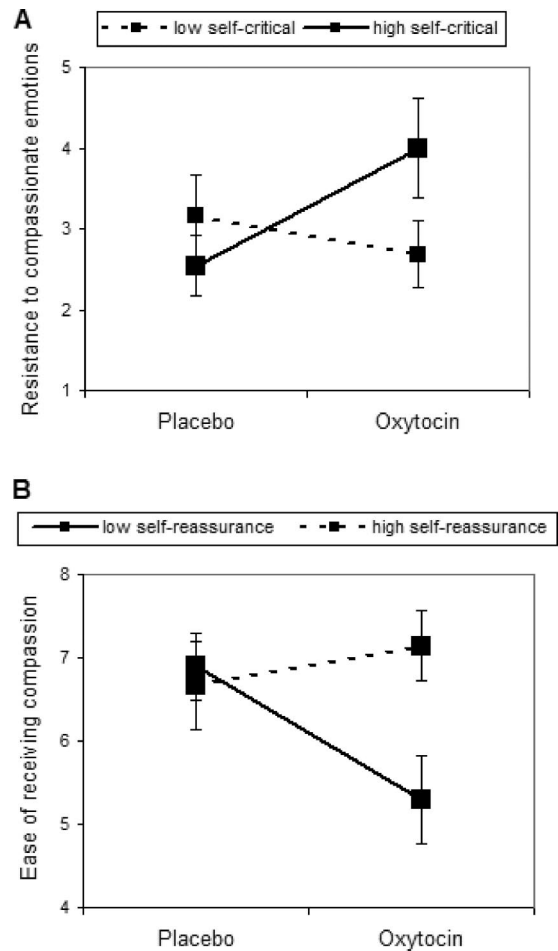 A
low self-critical high self-critical
Resistance to compassionate emotions
5
4
3
2
1
Placebo Oxytocin
B
low self-reassurance high self-reassurance
Ease of receiving compassion
8
7
6
5
4
Placebo Oxytocin